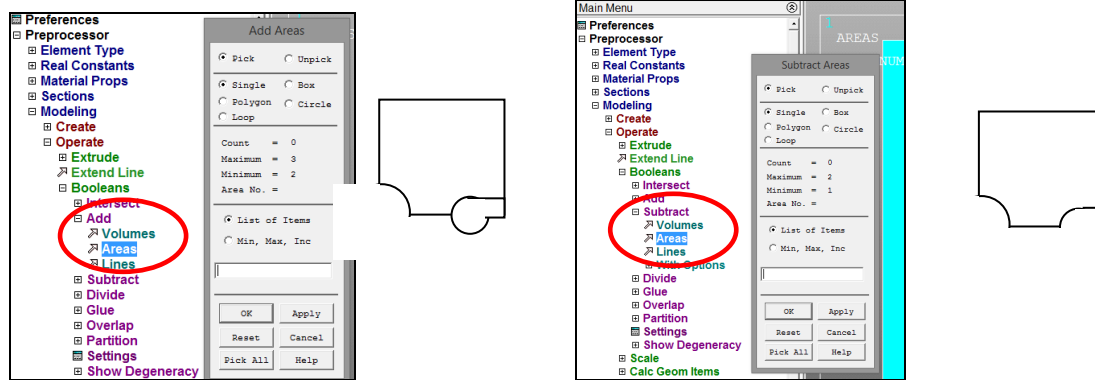 Preferences
Preprocessor
Element Type
Real Constants
Material Props
Sections
Modeling
Create
Operate
Extrude
Extend Line
Booleans
Intersect
Add
Volumes
Areas
Lines
Subtract
Divide
Glue
Overlap
Partition
Settings
Show Degeneracy
Add Areas
Pick Unpick
Single Box
Polygon Circle
Loop
Count = 0
Maximum = 3
Minimum = 2
Area No. =
List of Items
Min, Max, Inc
OK Apply
Reset Cancel
Pick All Help
Main Menu
Preferences
Preprocessor
Element Type
Real Constants
Material Props
Sections
Modeling
Create
Operate
Extrude
Extend Line
Booleans
Intersect
Add
Subtract
Volumes
Areas
Lines
With Options
Divide
Glue
Overlap
Partition
Settings
Show Degeneracy
Scale
Calc Geom Items
1
AREAS
NUM
Subtract Areas
Pick Unpick
Single Box
Polygon Circle
Loop
Count = 0
Maximum = 2
Minimum = 1
Area No. =
List of Items
Min, Max, Inc
OK Apply
Reset Cancel
Pick All Help